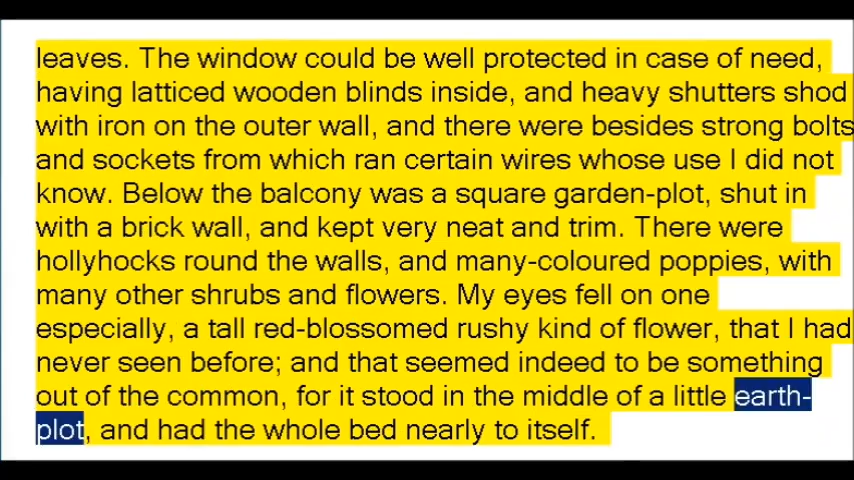 leaves. The window could be well protected in case of need,
having latticed wooden blinds inside, and heavy shutters shod
with iron on the outer wall, and there were besides strong bolts
and sockets from which ran certain wires whose use I did not
know. Below the balcony was a square garden-plot, shut in
with a brick wall, and kept very neat and trim. There were
hollyhocks round the walls, and many-coloured poppies, with
many other shrubs and flowers. My eyes fell on one
especially, a tall red-blossomed rushy kind of flower, that I had
never seen before; and that seemed indeed to be something
out of the common, for it stood in the middle of a little earth-
plot, and had the whole bed nearly to itself.